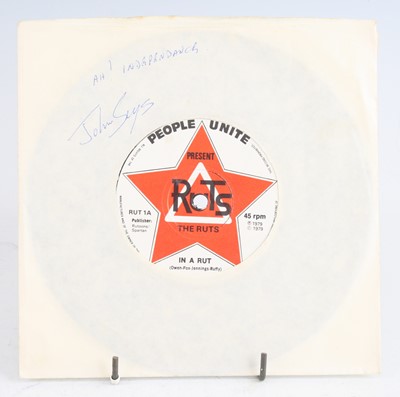 AH! INDEPENDANCE
John
PEOPLE UNITE
PRESENT
RUTS
THE RUTS
RUT 1A
Publisher:
45 rpm
℗ 1979
© 1979
IN A RUT
(Owen-Fox-Jennings-Ruffy)